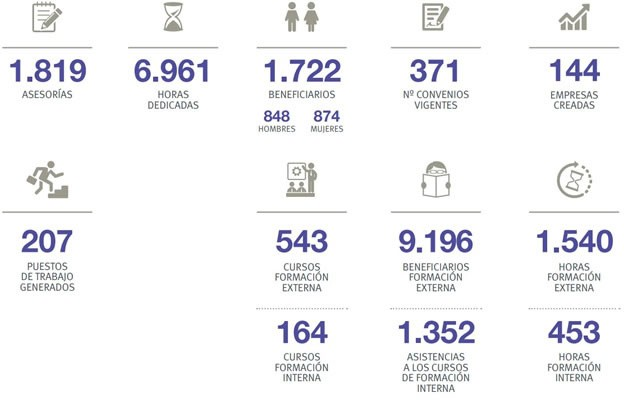 1.819
ASESORÍAS
6.961
HORAS
DEDICADAS
1.722
BENEFICIARIOS
848
HOMBRES
874
MUJERES
371
Nº CONVENIOS
VIGENTES
144
EMPRESAS
CREADAS
207
PUESTOS
DE TRABAJO
GENERADOS
543
CURSOS
FORMACIÓN
EXTERNA
164
CURSOS
FORMACIÓN
INTERNA
9.196
BENEFICIARIOS
FORMACIÓN
EXTERNA
1.352
ASISTENCIAS
A LOS CURSOS
DE FORMACIÓN
INTERNA
1.540
HORAS
FORMACIÓN
EXTERNA
453
HORAS
FORMACIÓN
INTERNA